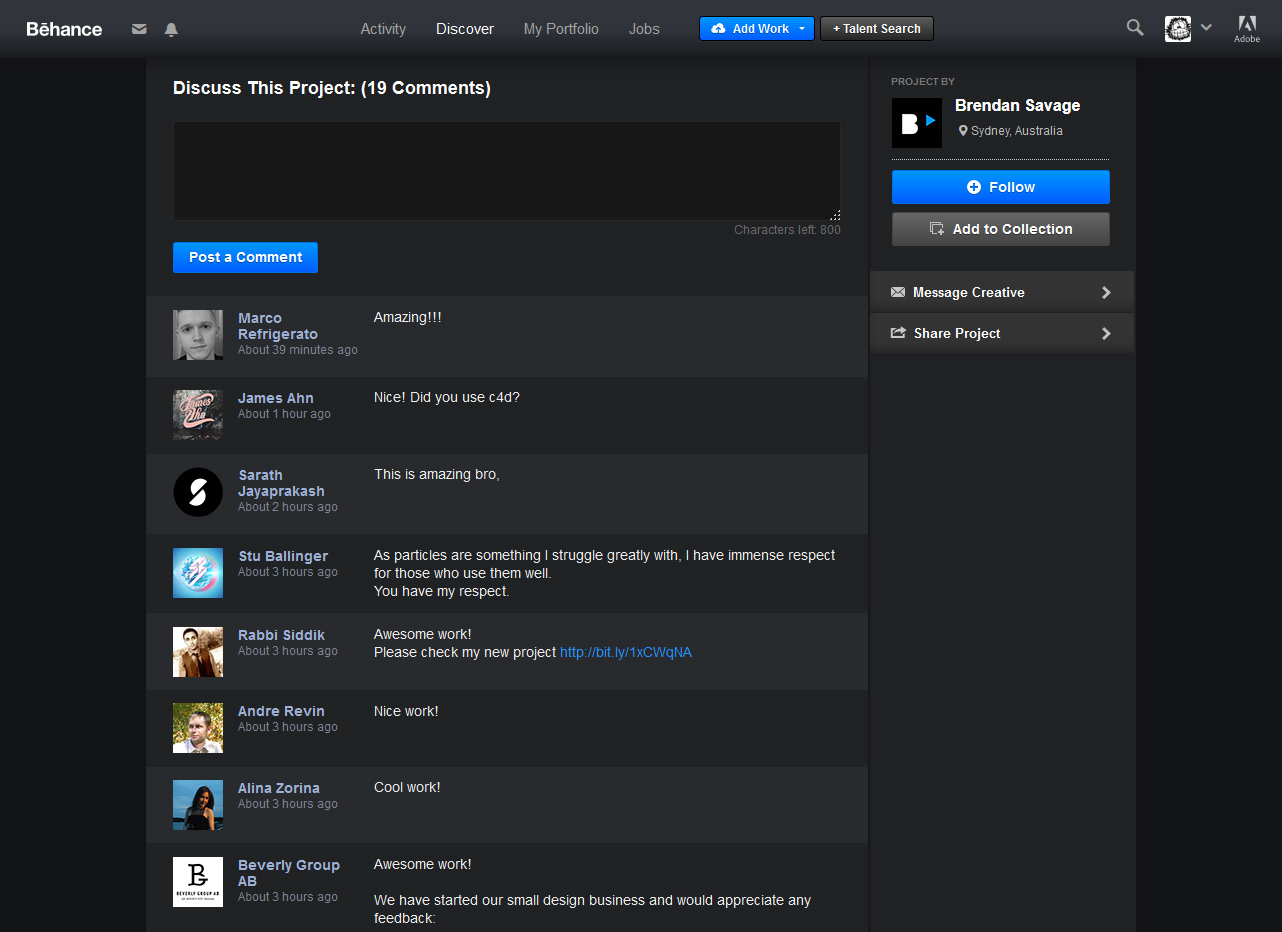 Bēhance
Activity
Discover
My Portfolio
Jobs
Add Work
+ Talent Search
Adobe
Discuss This Project: (19 Comments)
Characters left: 800
Post a Comment
PROJECT BY
B
Brendan Savage
Sydney, Australia
Follow
Add to Collection
Message Creative
Share Project
Marco
Refrigerato
About 39 minutes ago
Amazing!!!
James Ahn
James Ahn
About 1 hour ago
Nice! Did you use c4d?
Sarath
Jayaprakash
About 2 hours ago
This is amazing bro,
Stu Ballinger
About 3 hours ago
As particles are something I struggle greatly with, I have immense respect
for those who use them well.
You have my respect.
Rabbi Siddik
About 3 hours ago
Awesome work!
Please check my new project http://bit.ly/1xCWqNA
Andre Revin
About 3 hours ago
Nice work!
Alina Zorina
About 3 hours ago
Cool work!
BEVERLY GROUP AB
Beverly Group
AB
About 3 hours ago
Awesome work!
We have started our small design business and would appreciate any
feedback: